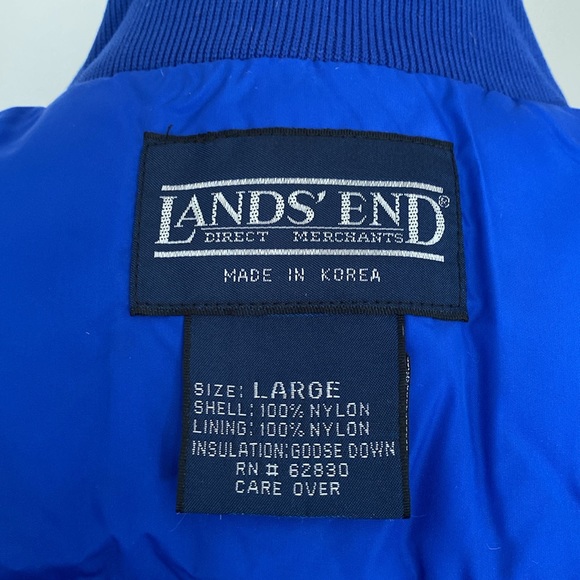 LANDS' END®
DIRECT MERCHANTS
MADE IN KOREA
SIZE: LARGE
SHELL: 100% NYLON
LINING: 100% NYLON
INSULATION: GOOSE DOWN
RN # 62830
CARE OVER